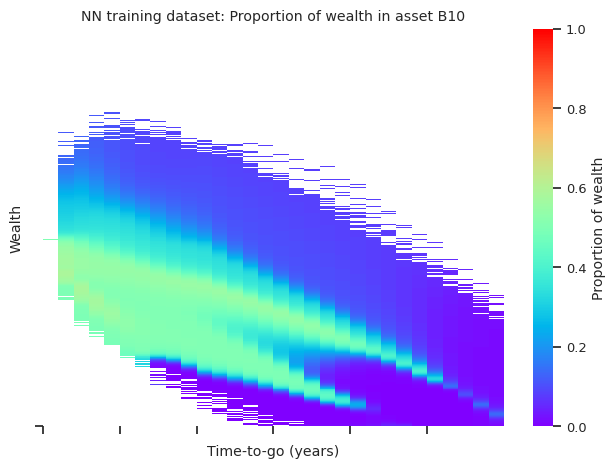 NN training dataset: Proportion of wealth in asset B10
Wealth
Time-to-go (years)
1.0
0.8
0.6
0.4
0.2
0.0
Proportion of wealth